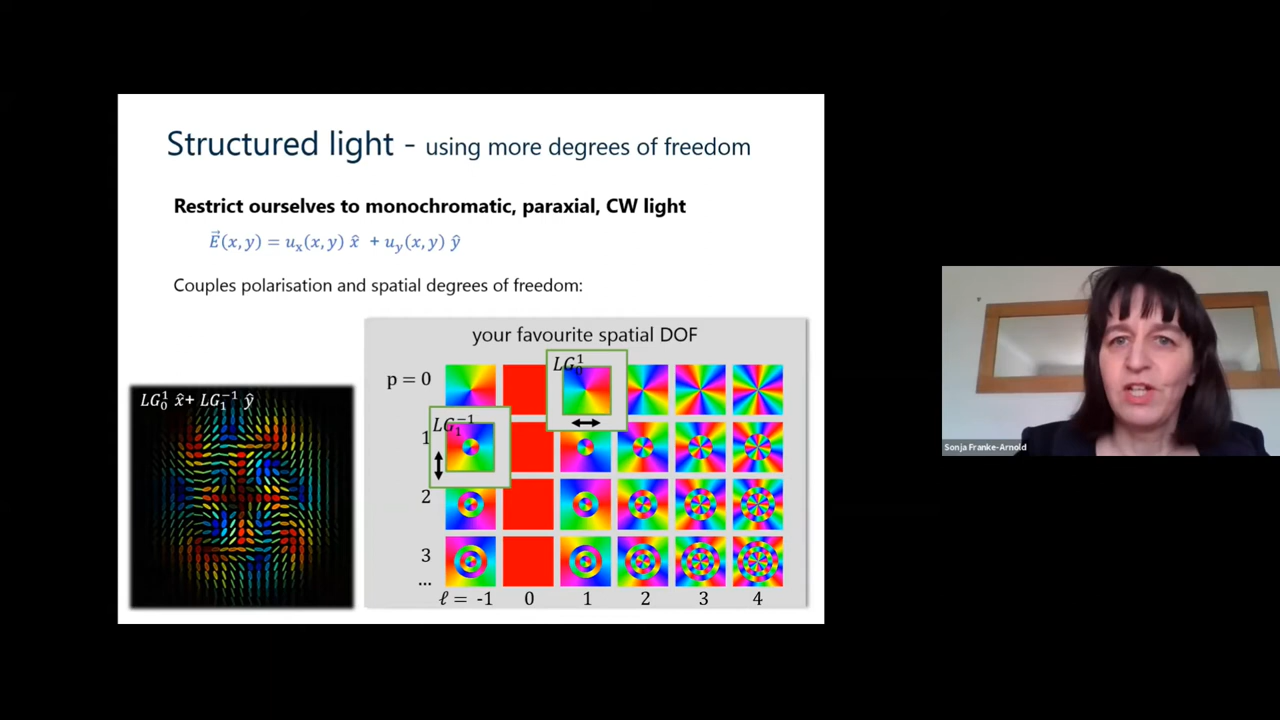 Structured light - using more degrees of freedom
Restrict ourselves to monochromatic, paraxial, CW light
E⃗(x,y) = uₓ(x,y) x̂ + u_y(x,y) ŷ
Couples polarisation and spatial degrees of freedom:
your favourite spatial DOF
LG₀¹
p = 0
LG₀¹ x̂+ LG₁⁻¹ ŷ
LG₁⁻¹
1
2
3
...
ℓ = -1 0 1 2 3 4
Sonja Franke-Arnold